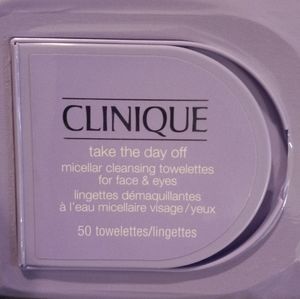 CLINIQUE
take the day off
micellar cleansing towelettes
for face & eyes
lingettes démaquillantes
à l'eau micellaire visage/yeux
50 towelettes/lingettes